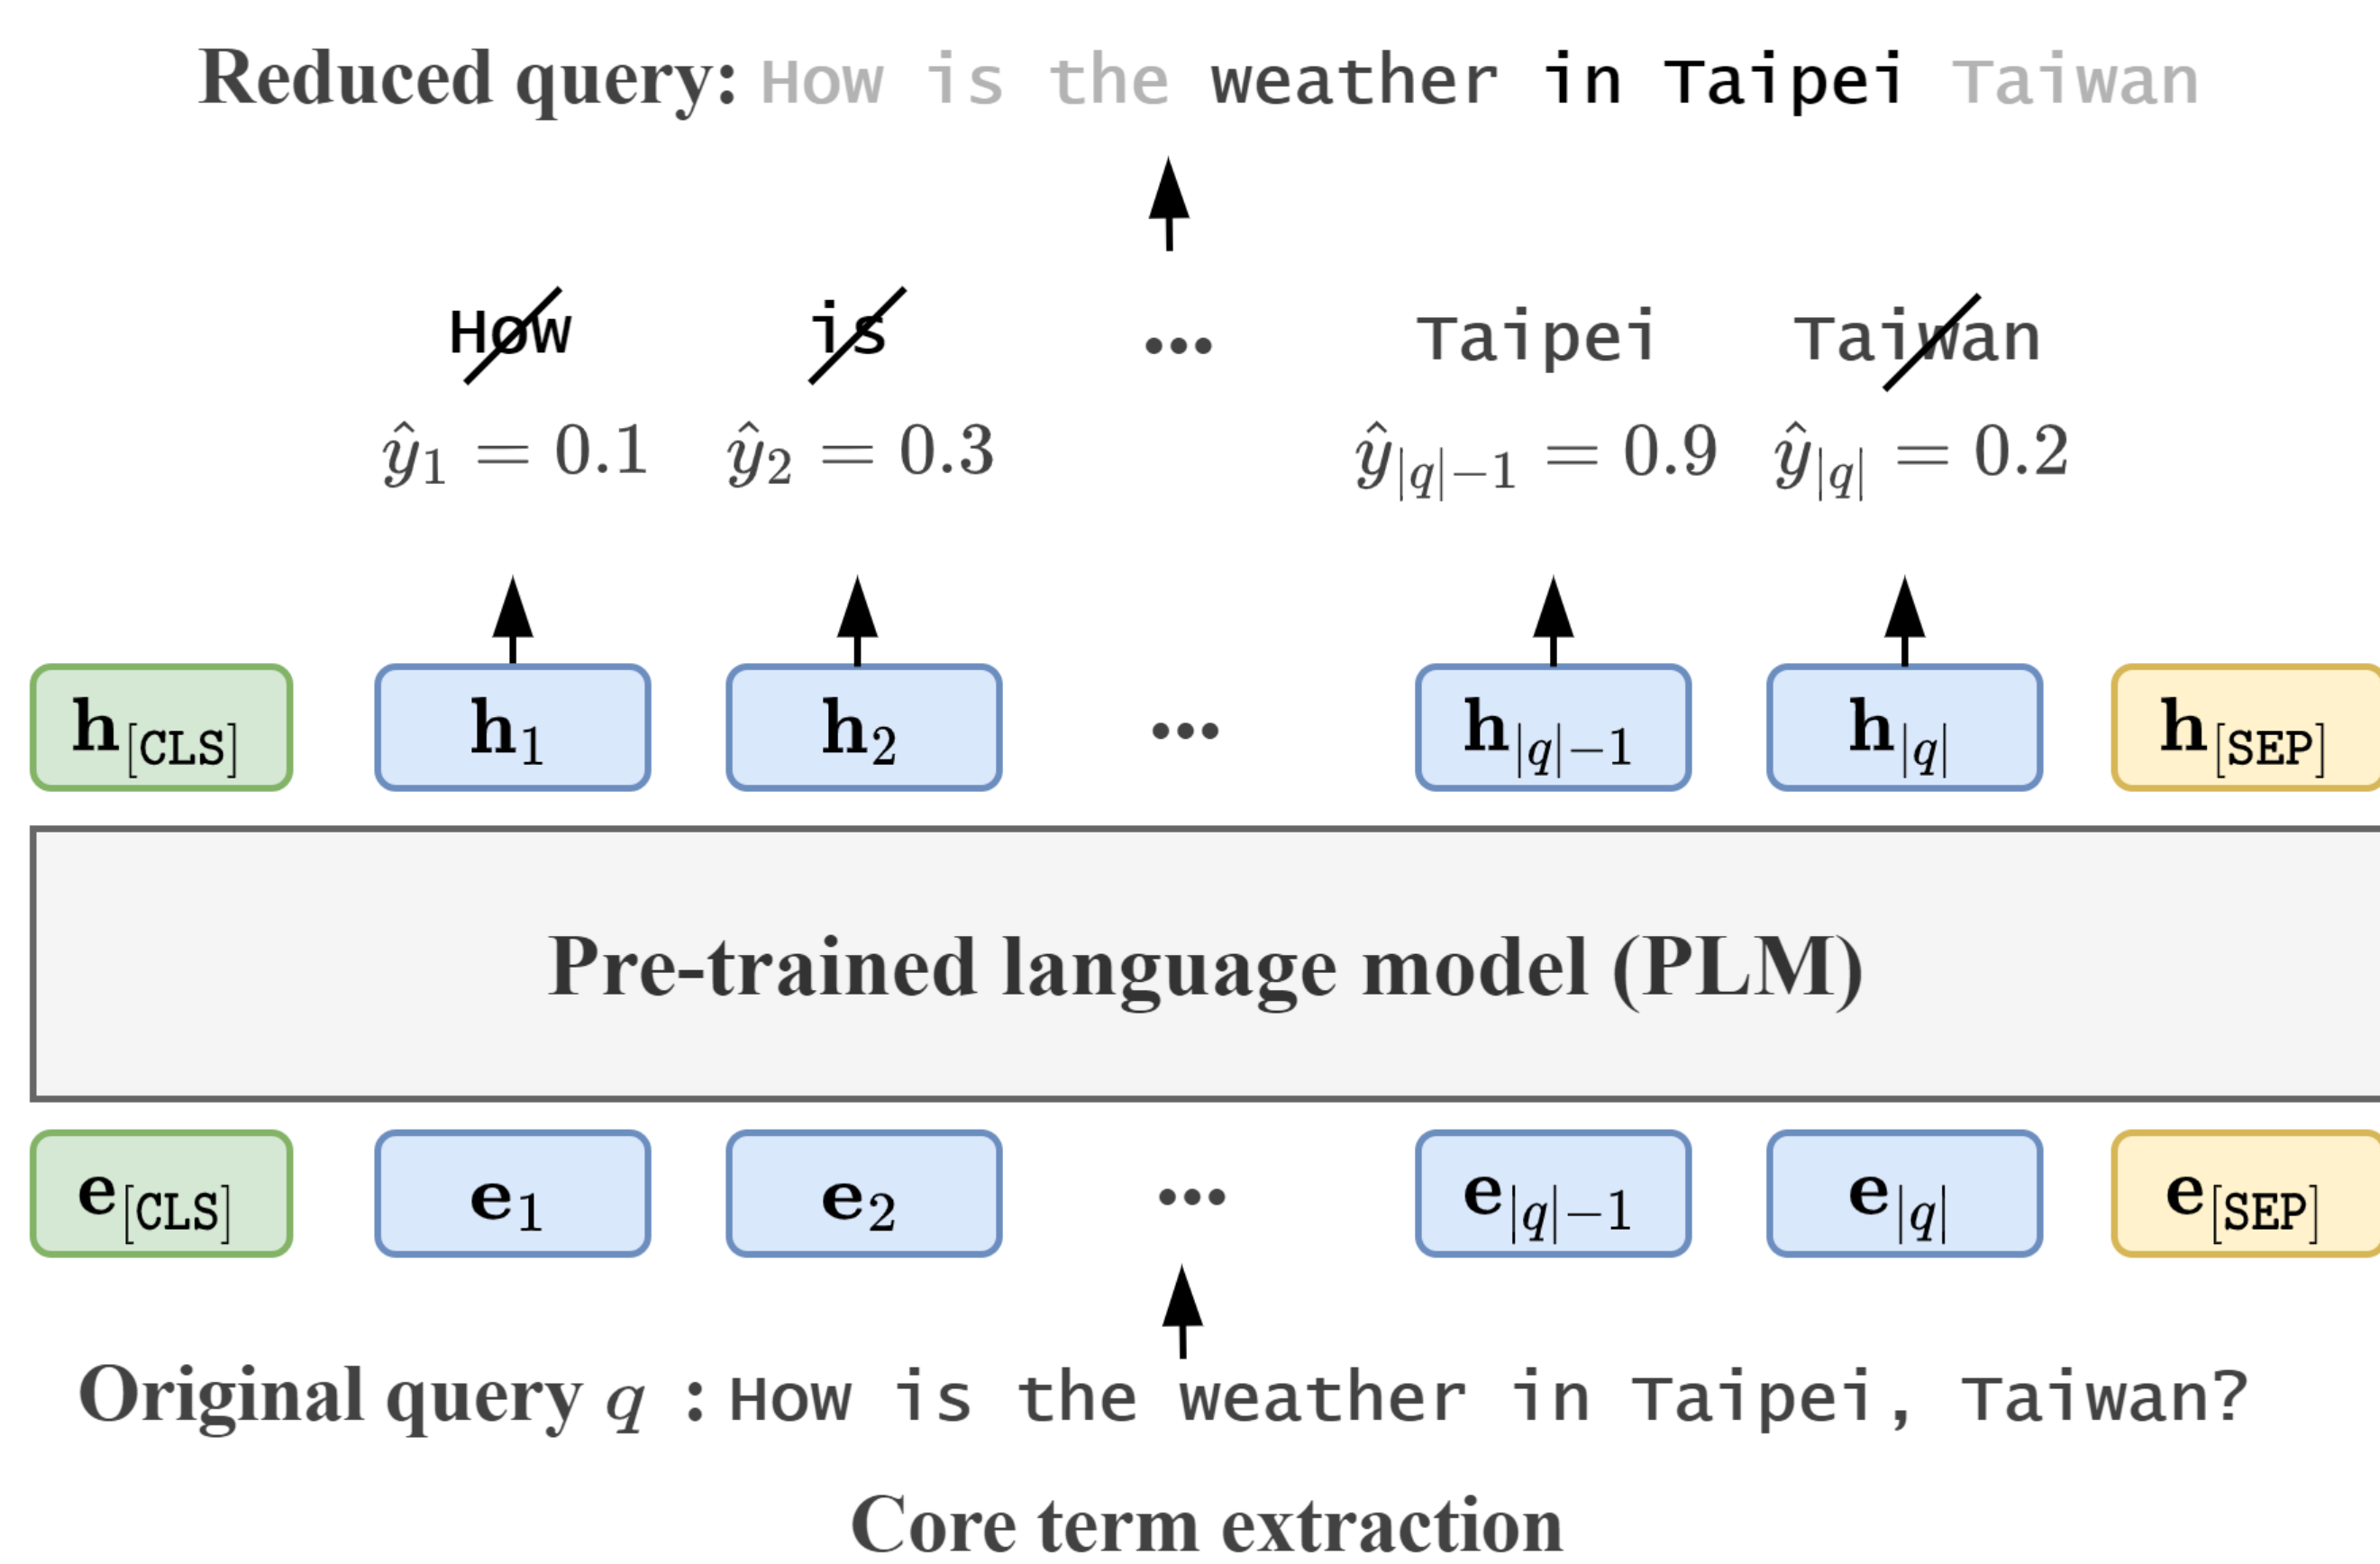 Reduced query: How is the weather in Taipei Taiwan
How is ... Taipei Taiwan
ŷ₁ = 0.1 ŷ₂ = 0.3 ŷ|q|−1 = 0.9 ŷ|q| = 0.2
h[CLS] h₁ h₂ ... h|q|−1 h|q| h[SEP]
Pre-trained language model (PLM)
e[CLS] e₁ e₂ ... e|q|−1 e|q| e[SEP]
Original query q : How is the weather in Taipei, Taiwan?
Core term extraction